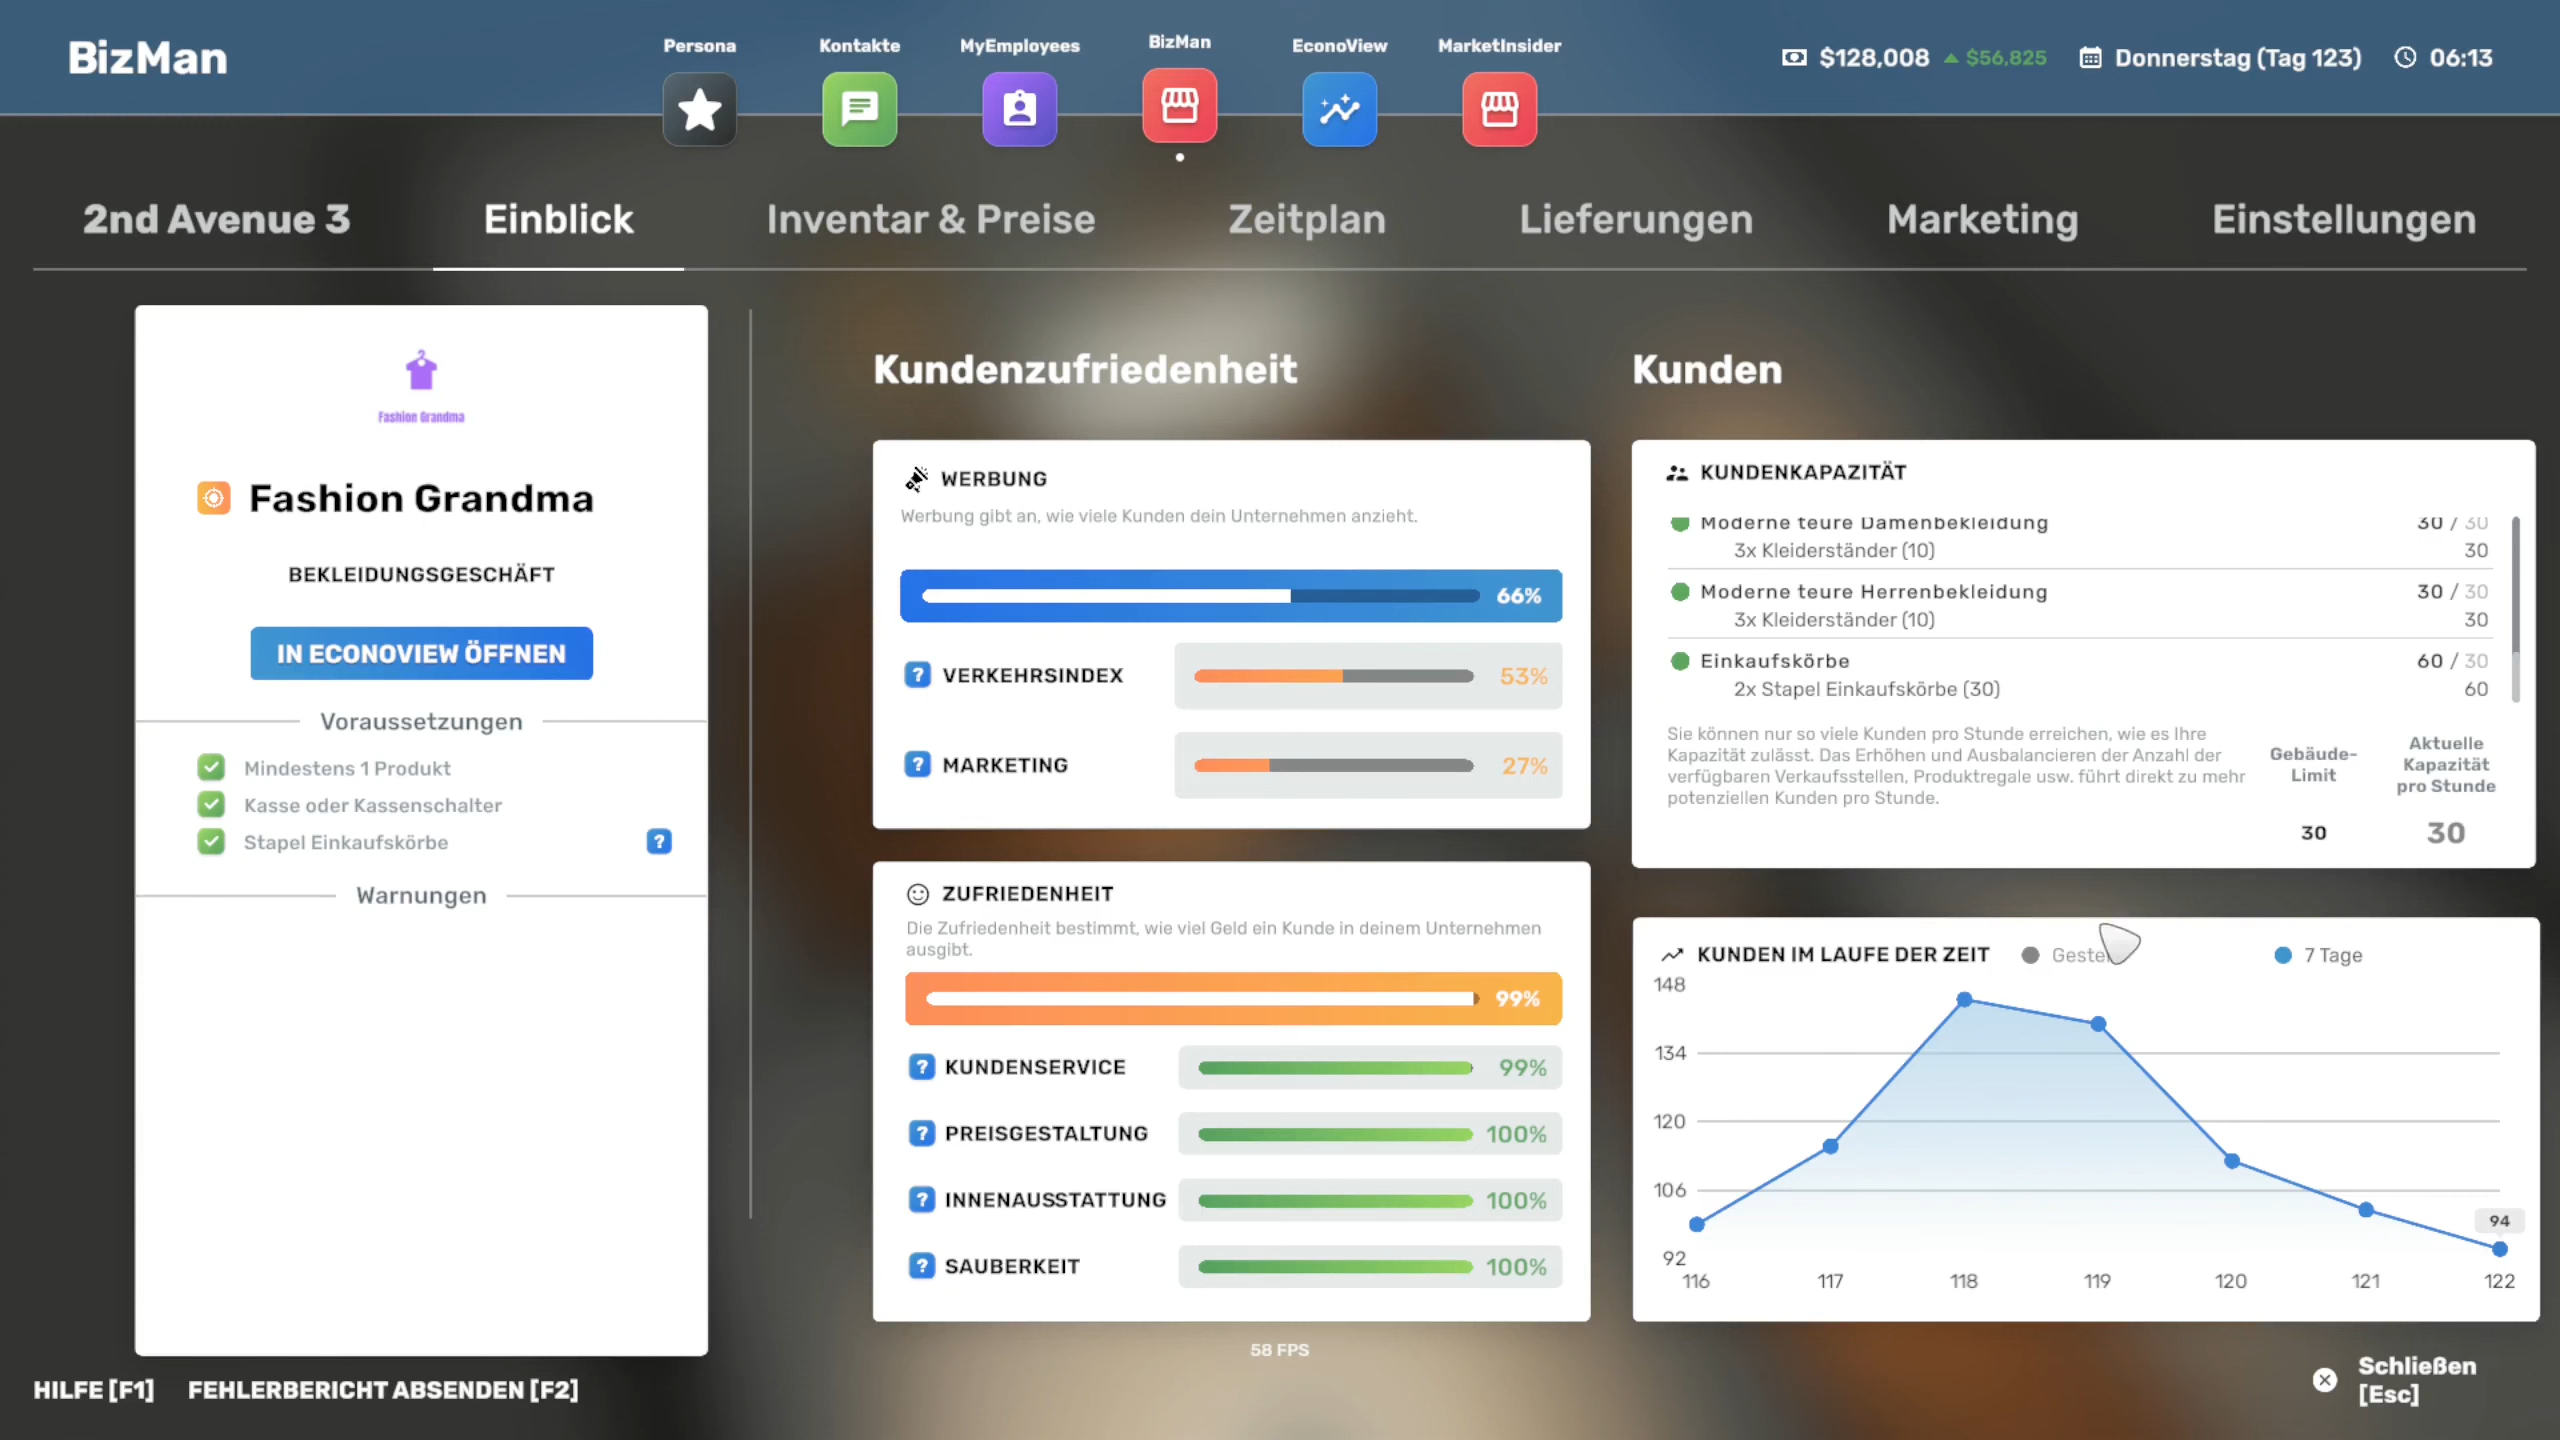 BizMan
Persona
Kontakte
MyEmployees
BizMan
EconoView
MarketInsider
$128,008
$56,825
Donnerstag (Tag 123)
06:13
2nd Avenue 3
Einblick
Inventar & Preise
Zeitplan
Lieferungen
Marketing
Einstellungen
Fashion Grandma
Fashion Grandma
BEKLEIDUNGSGESCHÄFT
IN ECONOVIEW ÖFFNEN
Voraussetzungen
Mindestens 1 Produkt
Kasse oder Kassenschalter
Stapel Einkaufskörbe
?
Warnungen
Kundenzufriedenheit
WERBUNG
Werbung gibt an, wie viele Kunden dein Unternehmen anzieht.
66%
? VERKEHRSINDEX 53%
? MARKETING 27%
ZUFRIEDENHEIT
Die Zufriedenheit bestimmt, wie viel Geld ein Kunde in deinem Unternehmen
ausgibt.
99%
? KUNDENSERVICE 99%
? PREISGESTALTUNG 100%
? INNENAUSSTATTUNG 100%
? SAUBERKEIT 100%
Kunden
KUNDENKAPAZITÄT
Moderne teure Damenbekleidung 30 / 30
3x Kleiderständer (10) 30
Moderne teure Herrenbekleidung 30 / 30
3x Kleiderständer (10) 30
Einkaufskörbe 60 / 30
2x Stapel Einkaufskörbe (30) 60
Sie können nur so viele Kunden pro Stunde erreichen, wie es Ihre
Kapazität zulässt. Das Erhöhen und Ausbalancieren der Anzahl der
verfügbaren Verkaufsstellen, Produktregale usw. führt direkt zu mehr
potenziellen Kunden pro Stunde.
Gebäude-
Limit
30
Aktuelle
Kapazität
pro Stunde
30
KUNDEN IM LAUFE DER ZEIT
7 Tage
148
134
120
106
92
94
116 117 118 119 120 121 122
58 FPS
HILFE [F1]
FEHLERBERICHT ABSENDEN [F2]
Schließen
[Esc]